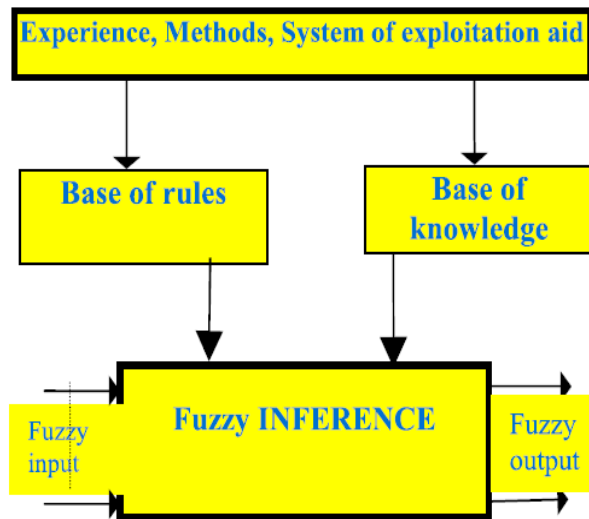 Experience, Methods, System of exploitation aid
Base of rules
Base of
knowledge
Fuzzy INFERENCE
Fuzzy
input
Fuzzy
output